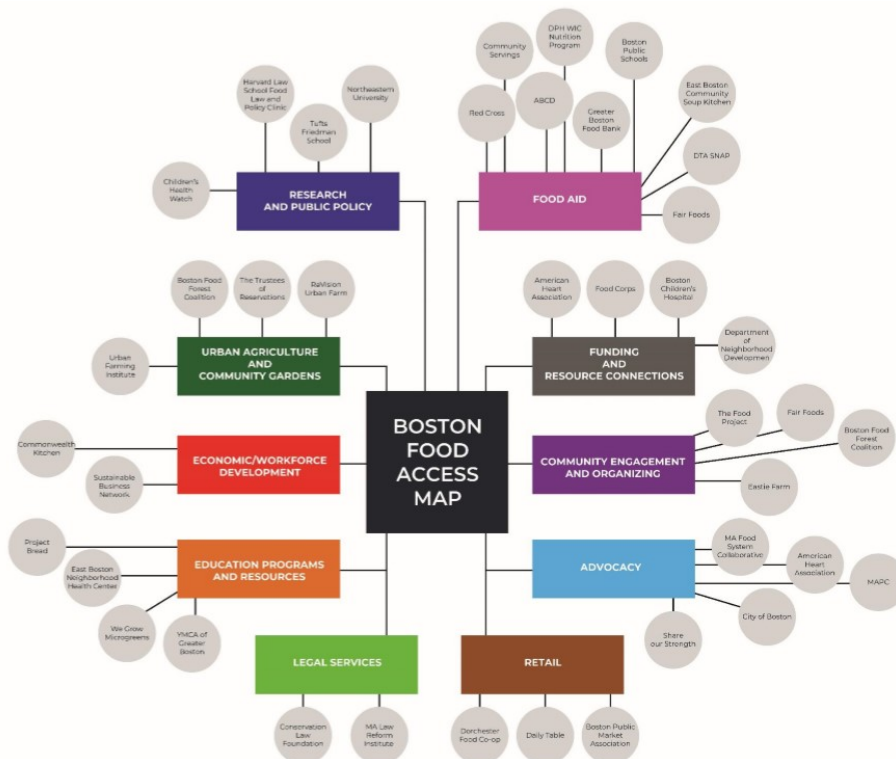 Harvard Law
School Food
Law and
Policy Clinic
Northeastern
University
Tufts
Friedman
School
Children's
Health
Watch
RESEARCH
AND PUBLIC POLICY
Community
Servings
DPH WIC
Nutrition
Program
Boston
Public
Schools
Red Cross
ABCD
Greater
Boston
Food Bank
East Boston
Community
Soup Kitchen
DTA SNAP
Fair Foods
FOOD AID
Boston Food
Forest
Coalition
The Trustees
of
Reservations
ReVision
Urban Farm
Urban
Farming
Institute
URBAN AGRICULTURE
AND
COMMUNITY GARDENS
American
Heart
Association
Food Corps
Boston
Children's
Hospital
Department
of
Neighborhood
Developmen
FUNDING
AND
RESOURCE CONNECTIONS
BOSTON
FOOD
ACCESS
MAP
Commonwealth
Kitchen
Sustainable
Business
Network
ECONOMIC/WORKFORCE
DEVELOPMENT
The Food
Project
Fair Foods
Boston Food
Forest
Coalition
Eastie Farm
COMMUNITY ENGAGEMENT
AND ORGANIZING
Project
Bread
East Boston
Neighborhood
Health Center
We Grow
Microgreens
YMCA of
Greater
Boston
EDUCATION PROGRAMS
AND RESOURCES
MA Food
System
Collaborative
American
Heart
Association
MAPC
City of Boston
Share
our Strength
ADVOCACY
LEGAL SERVICES
Conservation
Law
Foundation
MA Law
Reform
Institute
RETAIL
Dorchester
Food Co-op
Daily Table
Boston Public
Market
Association